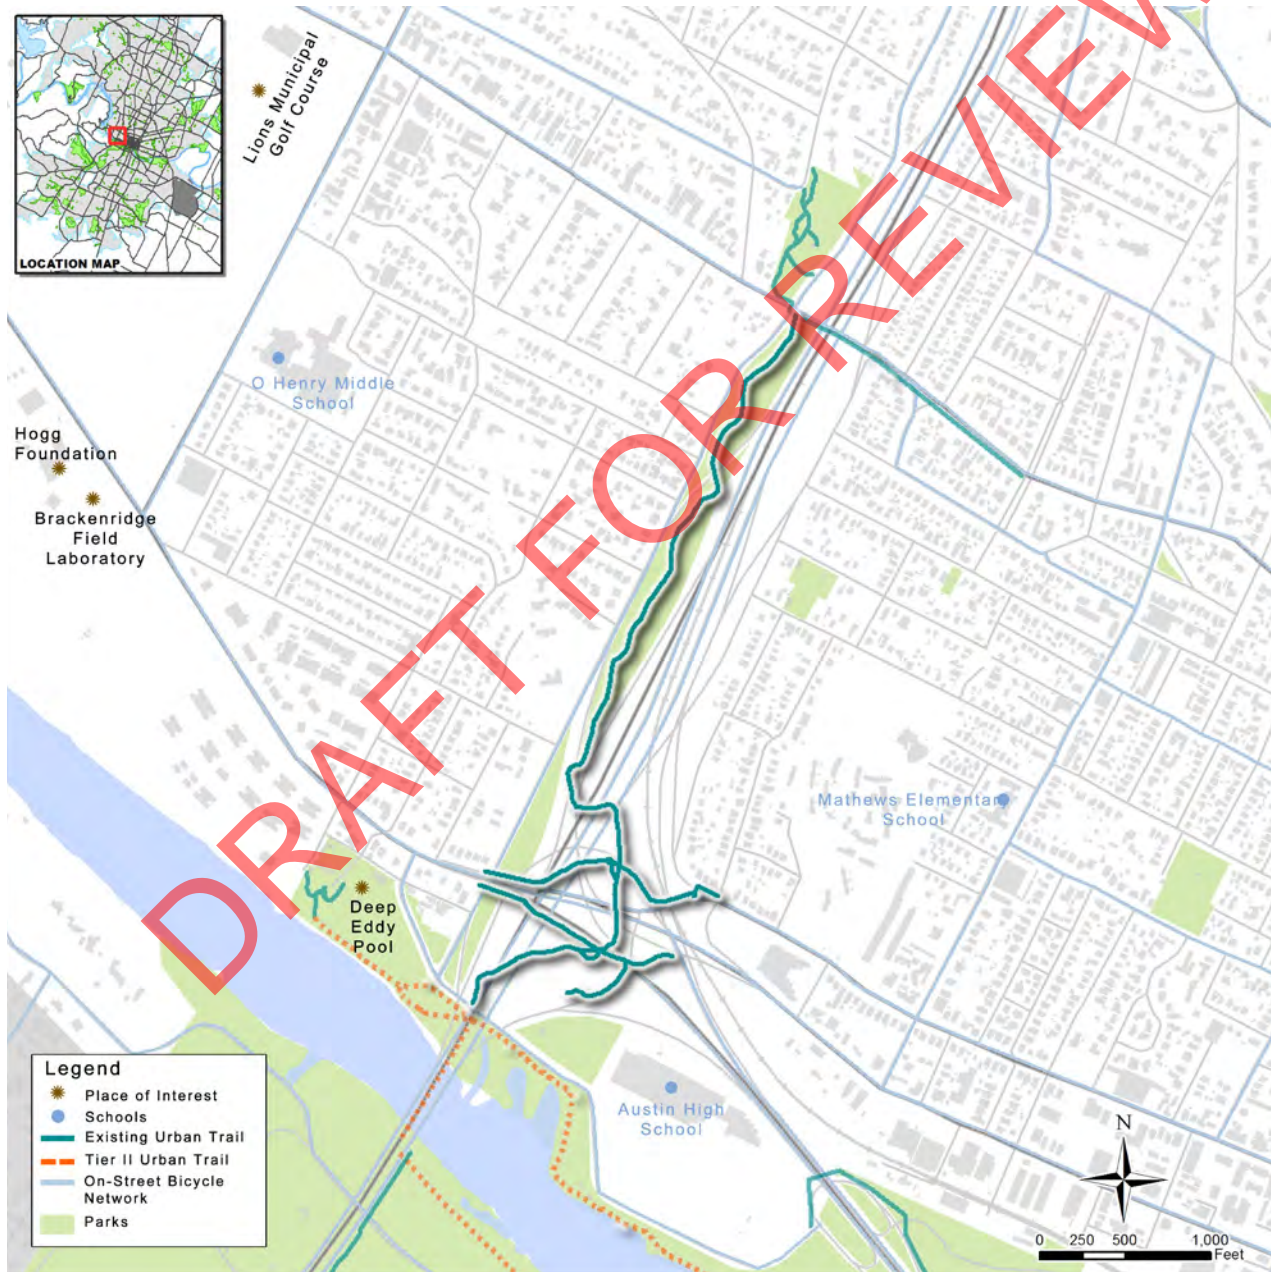 LOCATION MAP
Lions Municipal
Golf Course
O Henry Middle
School
Hogg
Foundation
Brackenridge
Field
Laboratory
DRAFT FOR REVIEW
Mathews Elementary
School
Deep
Eddy
Pool
Austin High
School
Legend
Place of Interest
Schools
Existing Urban Trail
Tier II Urban Trail
On-Street Bicycle
Network
Parks
N
0 250 500 1,000
Feet